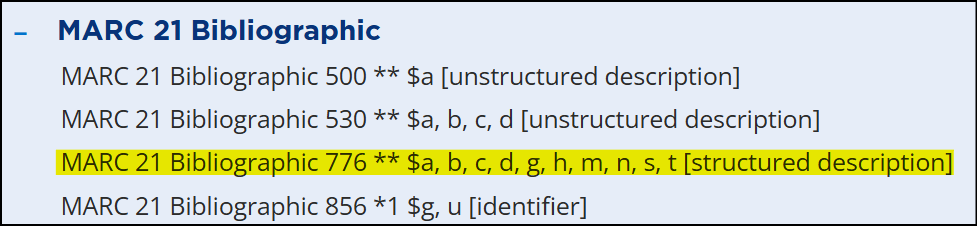 – MARC 21 Bibliographic
MARC 21 Bibliographic 500 ** $a [unstructured description]
MARC 21 Bibliographic 530 ** $a, b, c, d [unstructured description]
MARC 21 Bibliographic 776 ** $a, b, c, d, g, h, m, n, s, t [structured description]
MARC 21 Bibliographic 856 *1 $g, u [identifier]